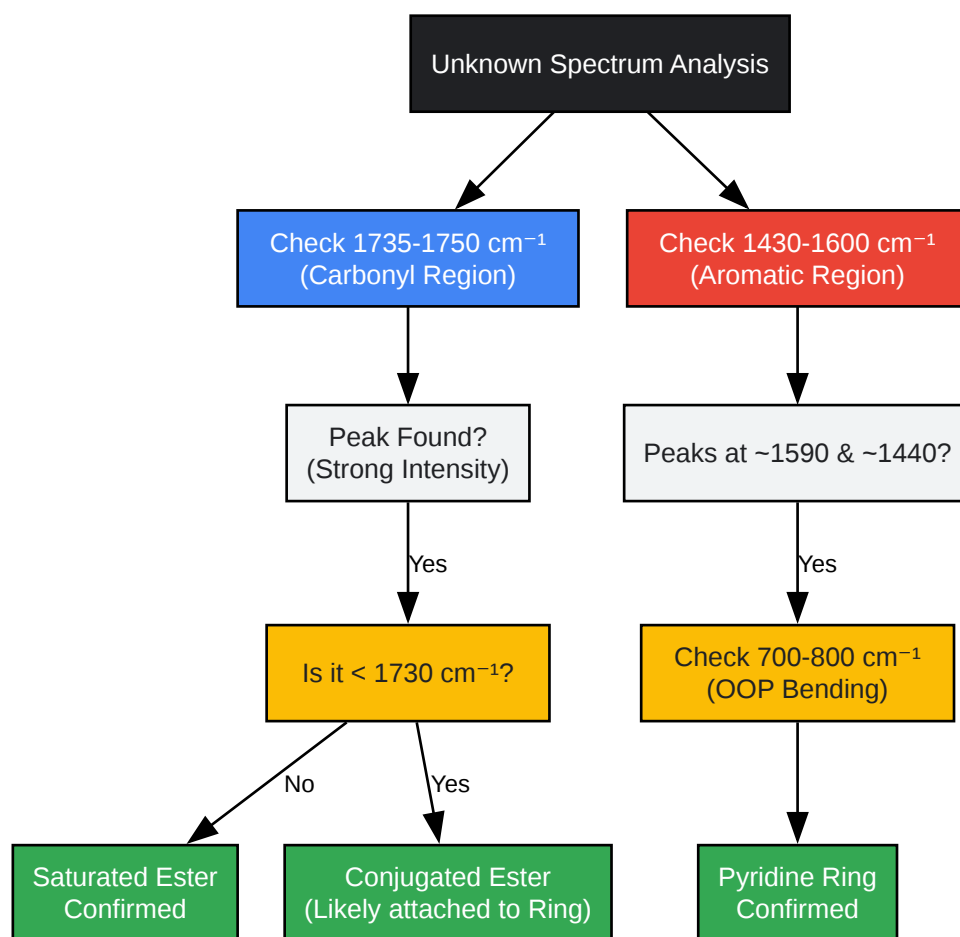 Unknown Spectrum Analysis
Check 1735-1750 cm⁻¹
(Carbonyl Region)
Check 1430-1600 cm⁻¹
(Aromatic Region)
Peak Found?
(Strong Intensity)
Peaks at ~1590 & ~1440?
Yes
Yes
Is it < 1730 cm⁻¹?
Check 700-800 cm⁻¹
(OOP Bending)
No
Yes
Saturated Ester
Confirmed
Conjugated Ester
(Likely attached to Ring)
Pyridine Ring
Confirmed